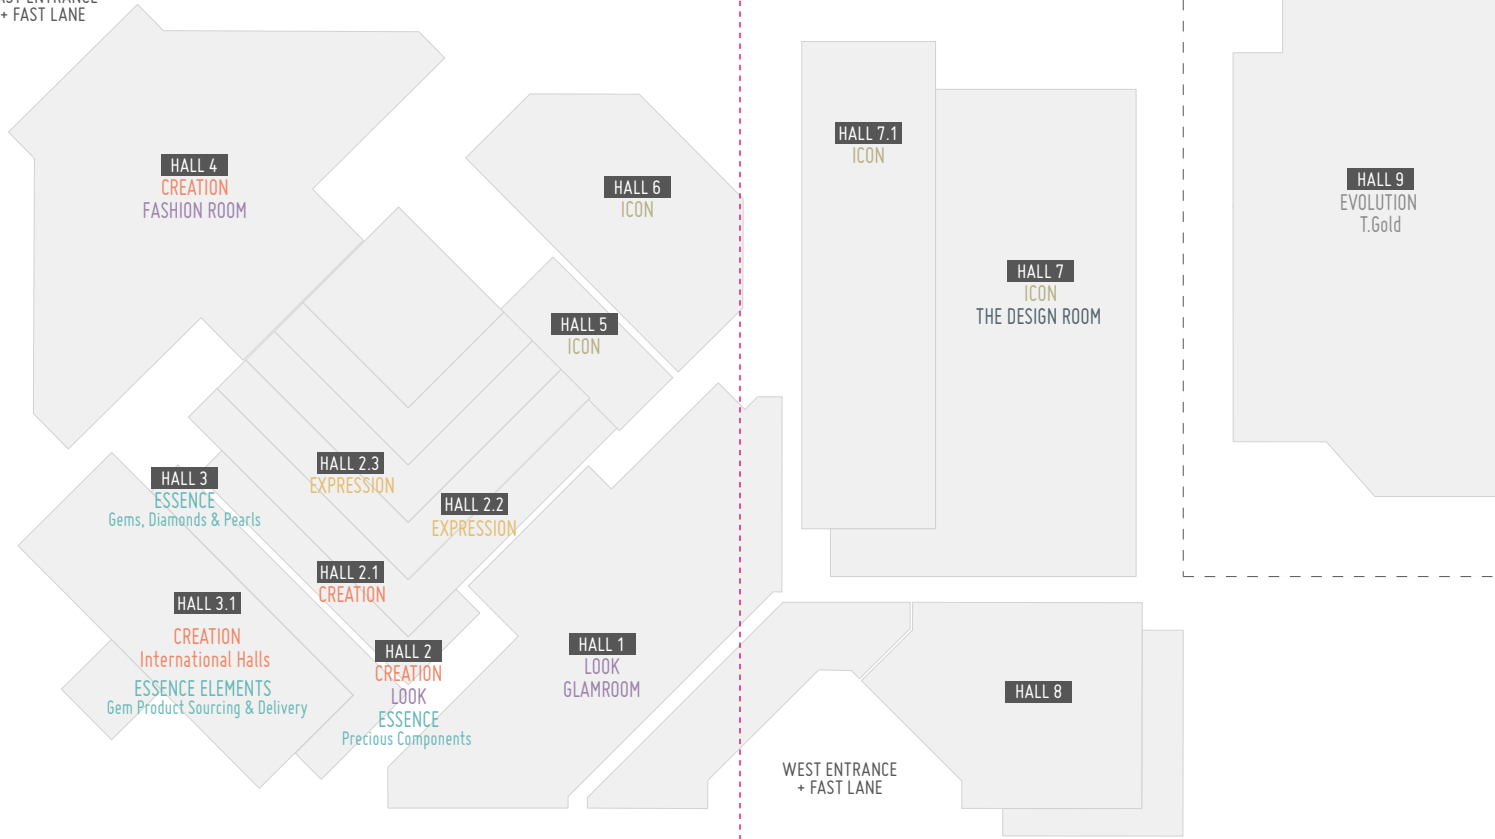 + FAST LANE
HALL 4
CREATION
FASHION ROOM
HALL 6
ICON
HALL 7.1
ICON
HALL 9
EVOLUTION
T.Gold
HALL 7
ICON
THE DESIGN ROOM
HALL 5
ICON
HALL 2.3
EXPRESSION
HALL 2.2
EXPRESSION
HALL 3
ESSENCE
Gems, Diamonds & Pearls
HALL 2.1
CREATION
HALL 3.1
CREATION
International Halls
ESSENCE ELEMENTS
Gem Product Sourcing & Delivery
HALL 2
CREATION
LOOK
ESSENCE
Precious Components
HALL 1
LOOK
GLAMROOM
HALL 8
WEST ENTRANCE
+ FAST LANE